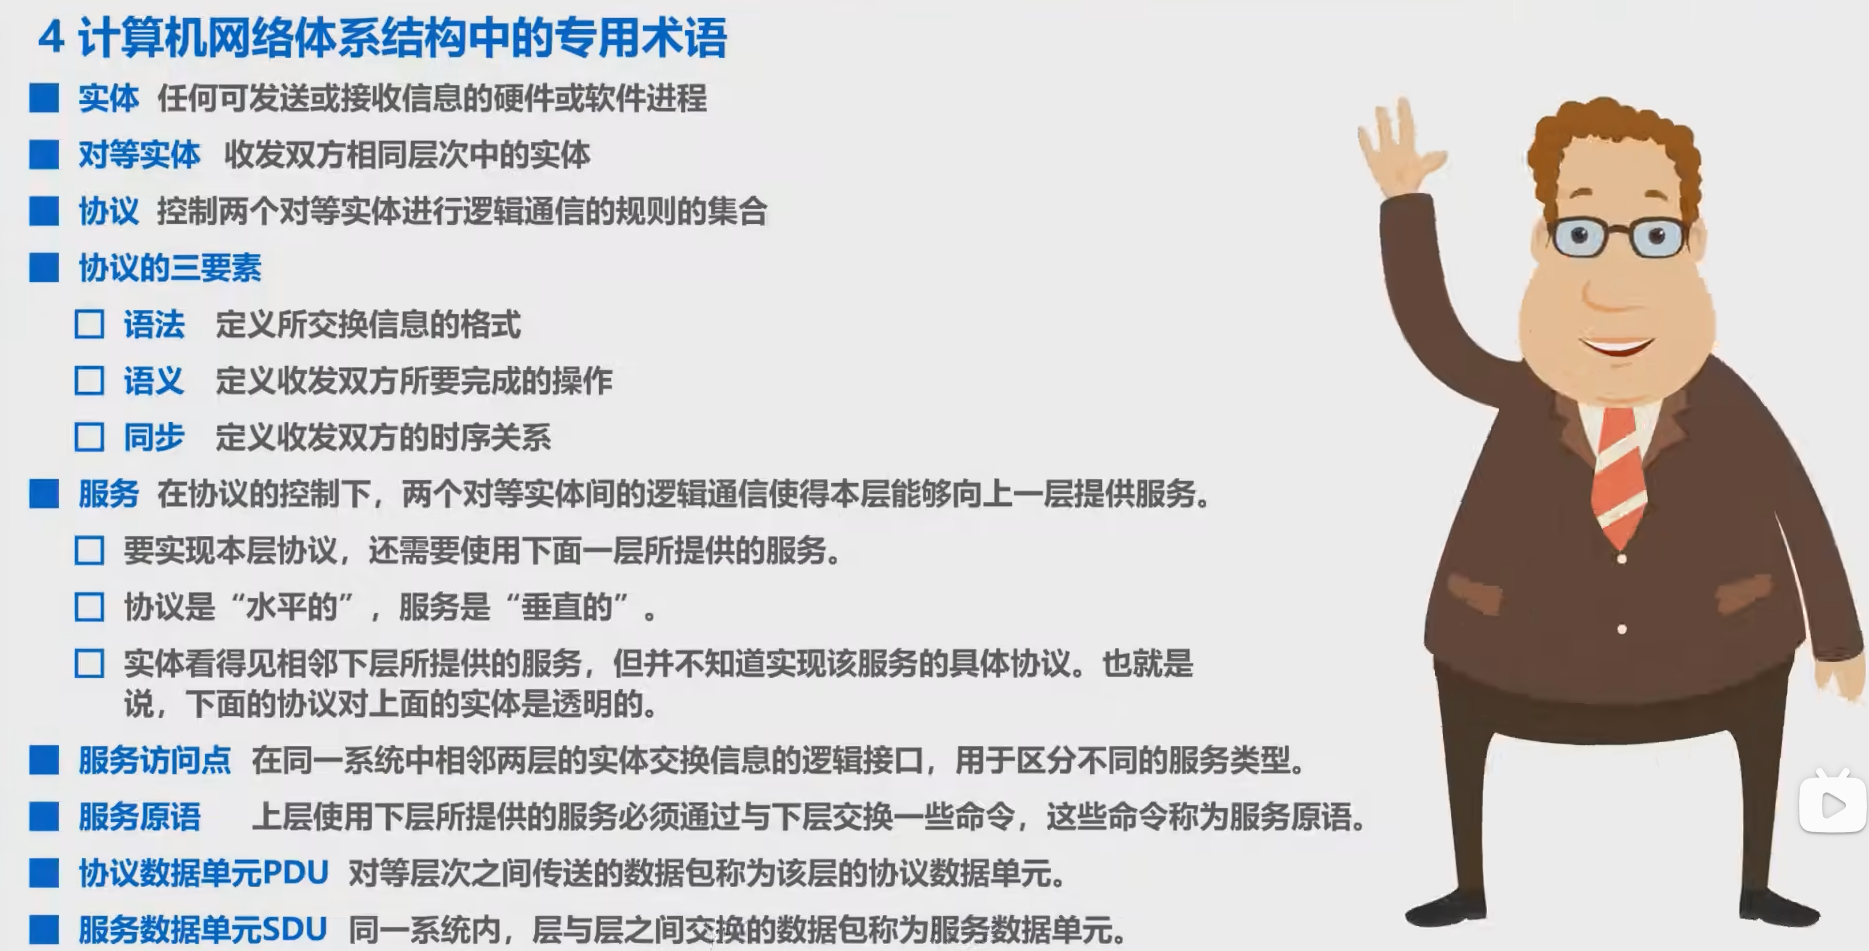 4 计算机网络体系结构中的专用术语
实体 任何可发送或接收信息的硬件或软件进程
对等实体 收发双方相同层次中的实体
协议 控制两个对等实体进行逻辑通信的规则的集合
协议的三要素
语法 定义所交换信息的格式
语义 定义收发双方所要完成的操作
同步 定义收发双方的时序关系
服务 在协议的控制下，两个对等实体间的逻辑通信使得本层能够向上一层提供服务。
要实现本层协议，还需要使用下面一层所提供的服务。
协议是“水平的”，服务是“垂直的”。
实体看得见相邻下层所提供的服务，但并不知道实现该服务的具体协议。也就是
说，下面的协议对上面的实体是透明的。
服务访问点 在同一系统中相邻两层的实体交换信息的逻辑接口，用于区分不同的服务类型。
服务原语 上层使用下层所提供的服务必须通过与下层交换一些命令，这些命令称为服务原语。
协议数据单元PDU 对等层次之间传送的数据包称为该层的协议数据单元。
服务数据单元SDU 同一系统内，层与层之间交换的数据包称为服务数据单元。